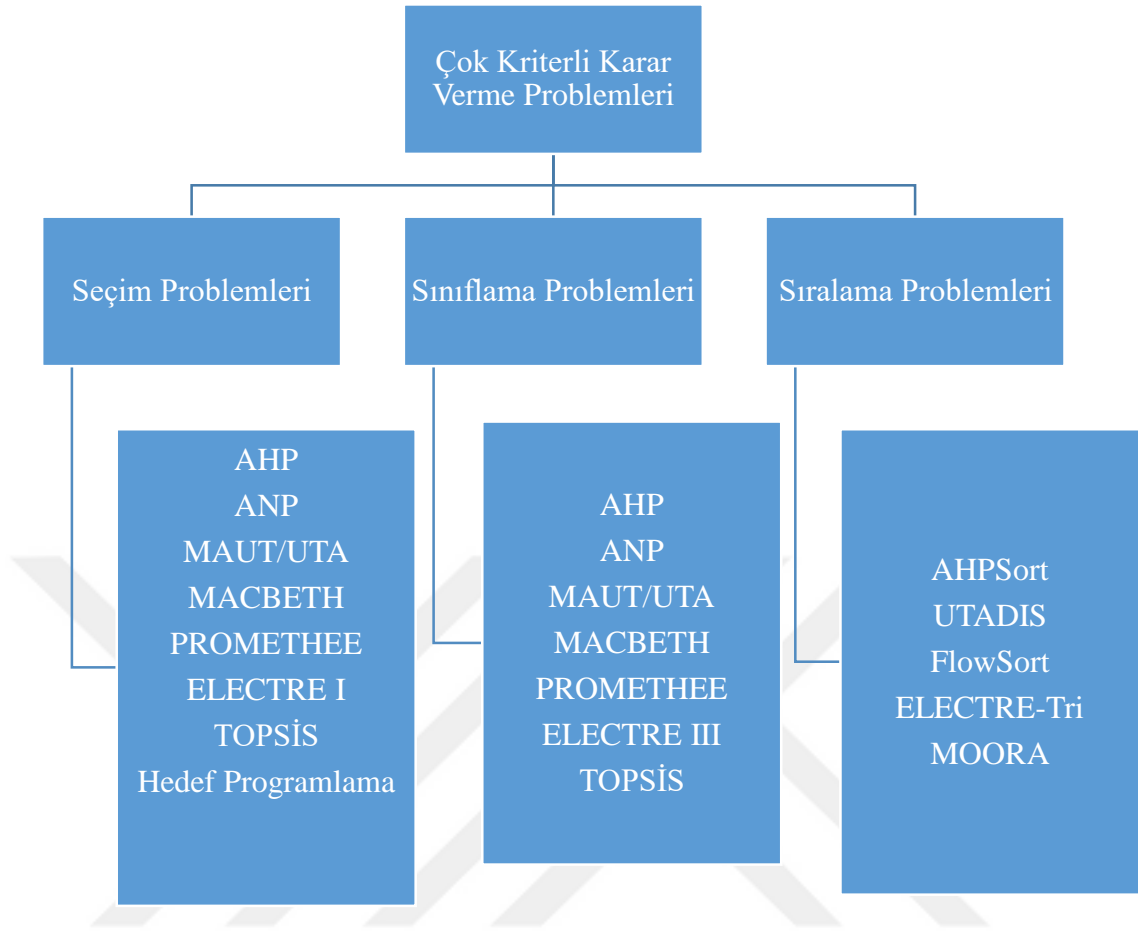 Çok Kriterli Karar
Verme Problemleri
Seçim Problemleri
Sınıflama Problemleri
Sıralama Problemleri
AHP
ANP
MAUT/UTA
MACBETH
PROMETHEE
ELECTRE I
TOPSİS
Hedef Programlama
AHP
ANP
MAUT/UTA
MACBETH
PROMETHEE
ELECTRE III
TOPSİS
AHPSort
UTADIS
FlowSort
ELECTRE-Tri
MOORA